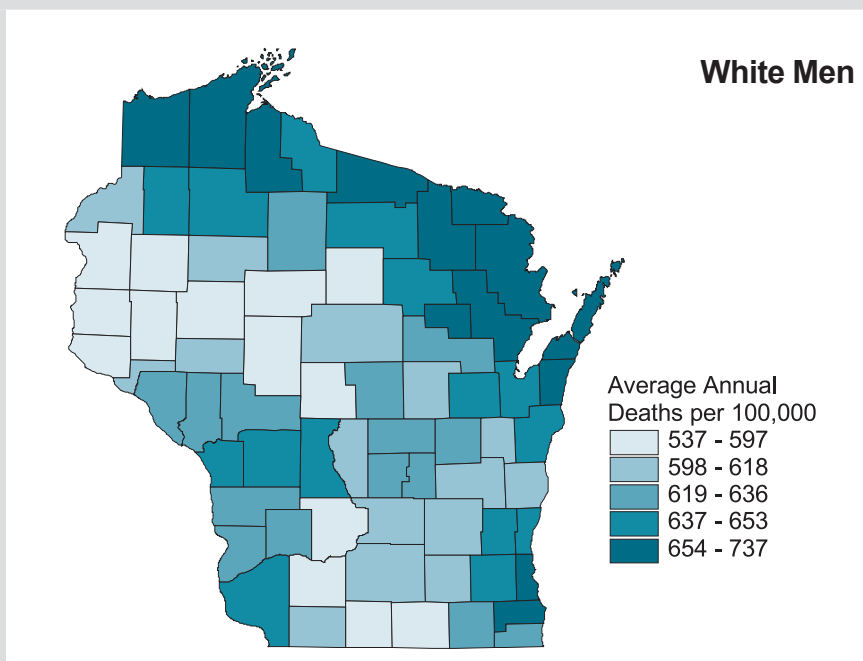 White Men
Average Annual
Deaths per 100,000
537 - 597
598 - 618
619 - 636
637 - 653
654 - 737